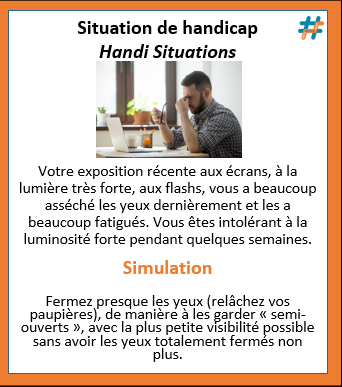 Situation de handicap
Handi Situations
Votre exposition récente aux écrans, à la
lumière très forte, aux flashs, vous a beaucoup
asséché les yeux dernièrement et les a
beaucoup fatigués. Vous êtes intolérant à la
luminosité forte pendant quelques semaines.
Simulation
Fermez presque les yeux (relâchez vos
paupières), de manière à les garder « semi-
ouverts », avec la plus petite visibilité possible
sans avoir les yeux totalement fermés non
plus.